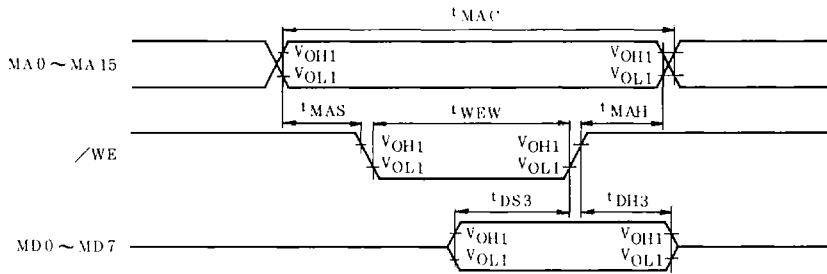 tMAC
MA0～MA15
VOH1 VOH1
VOL1 VOL1
tMAS tWEW tMAH
/WE
VOH1 VOH1
VOL1 VOL1
tDS3 tDH3
MD0～MD7
VOH1 VOH1
VOL1 VOL1